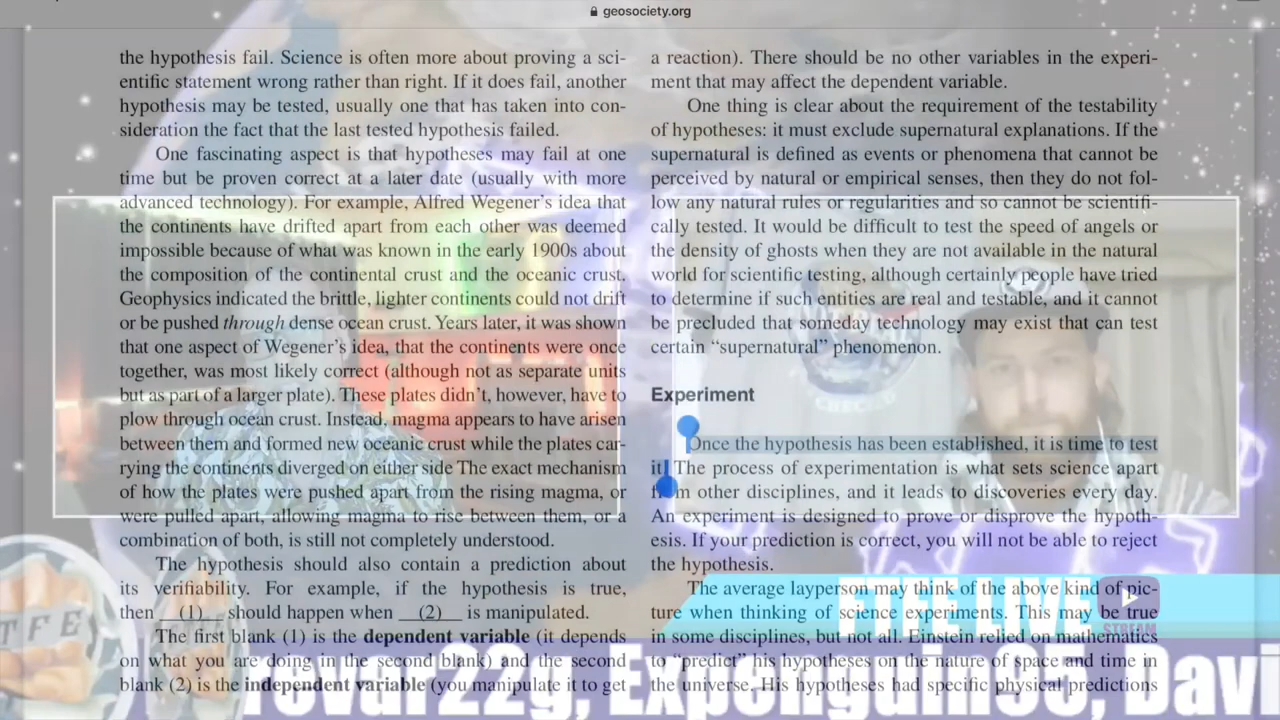 geosociety.org
the hypothesis fail. Science is often more about proving a sci-
entific statement wrong rather than right. If it does fail, another
hypothesis may be tested, usually one that has taken into con-
sideration the fact that the last tested hypothesis failed.
One fascinating aspect is that hypotheses may fail at one
time but be proven correct at a later date (usually with more
advanced technology). For example, Alfred Wegener's idea that
the continents have drifted apart from each other was deemed
impossible because of what was known in the early 1900s about
the composition of the continental crust and the oceanic crust.
Geophysics indicated the brittle, lighter continents could not drift
or be pushed through dense ocean crust. Years later, it was shown
that one aspect of Wegener's idea, that the continents were once
together, was most likely correct (although not as separate units
but as part of a larger plate). These plates didn't, however, have to
plow through ocean crust. Instead, magma appears to have arisen
between them and formed new oceanic crust while the plates car-
rying the continents diverged on either side The exact mechanism
of how the plates were pushed apart from the rising magma, or
were pulled apart, allowing magma to rise between them, or a
combination of both, is still not completely understood.
The hypothesis should also contain a prediction about
its verifiability. For example, if the hypothesis is true,
then (1) should happen when (2) is manipulated.
The first blank (1) is the dependent variable (it depends
on what you are doing in the second blank) and the second
blank (2) is the independent variable (you manipulate it to get
a reaction). There should be no other variables in the experi-
ment that may affect the dependent variable.
One thing is clear about the requirement of the testability
of hypotheses: it must exclude supernatural explanations. If the
supernatural is defined as events or phenomena that cannot be
perceived by natural or empirical senses, then they do not fol-
low any natural rules or regularities and so cannot be scientifi-
cally tested. It would be difficult to test the speed of angels or
the density of ghosts when they are not available in the natural
world for scientific testing, although certainly people have tried
to determine if such entities are real and testable, and it cannot
be precluded that someday technology may exist that can test
certain "supernatural" phenomenon.
Experiment
Once the hypothesis has been established, it is time to test
it. The process of experimentation is what sets science apart
from other disciplines, and it leads to discoveries every day.
An experiment is designed to prove or disprove the hypoth-
esis. If your prediction is correct, you will not be able to reject
the hypothesis.
The average layperson may think of the above kind of pic-
ture when thinking of science experiments. This may be true
in some disciplines, but not all. Einstein relied on mathematics
to "predict" his hypotheses on the nature of space and time in
the universe. His hypotheses had specific physical predictions
TFE
CHECKED
LIVE
STREAM